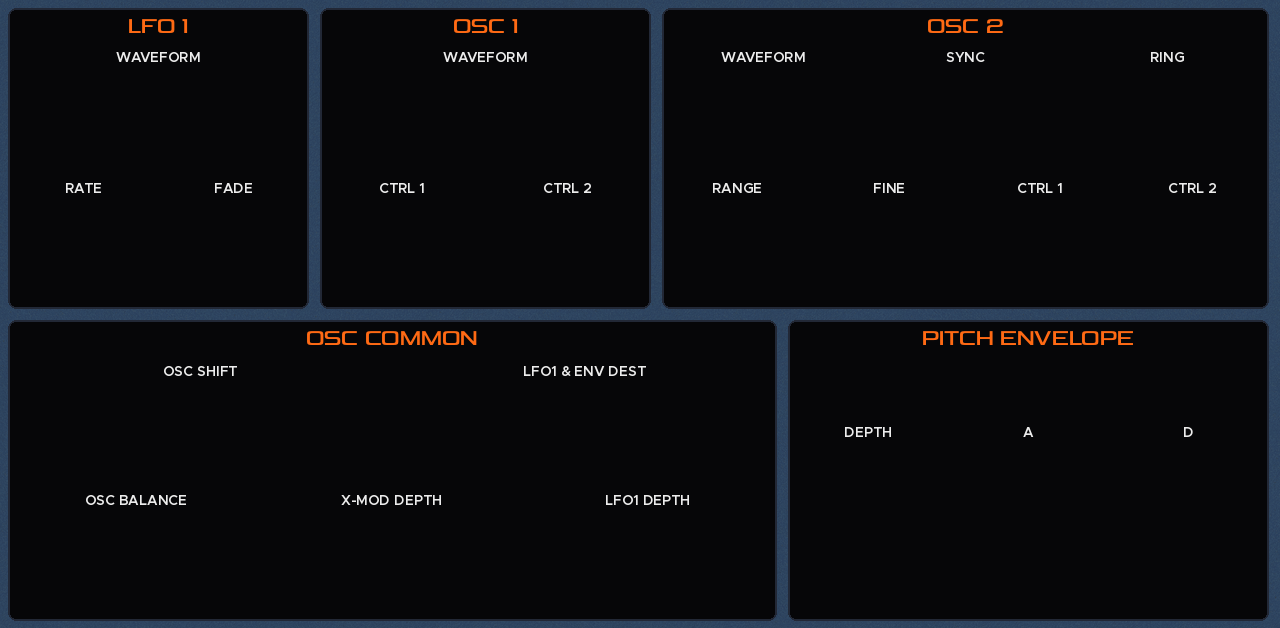 LFO 1
WAVEFORM
RATE
FADE
OSC 1
WAVEFORM
CTRL 1
CTRL 2
OSC 2
WAVEFORM
SYNC
RING
RANGE
FINE
CTRL 1
CTRL 2
OSC COMMON
OSC SHIFT
LFO1 & ENV DEST
OSC BALANCE
X-MOD DEPTH
LFO1 DEPTH
PITCH ENVELOPE
DEPTH
A
D